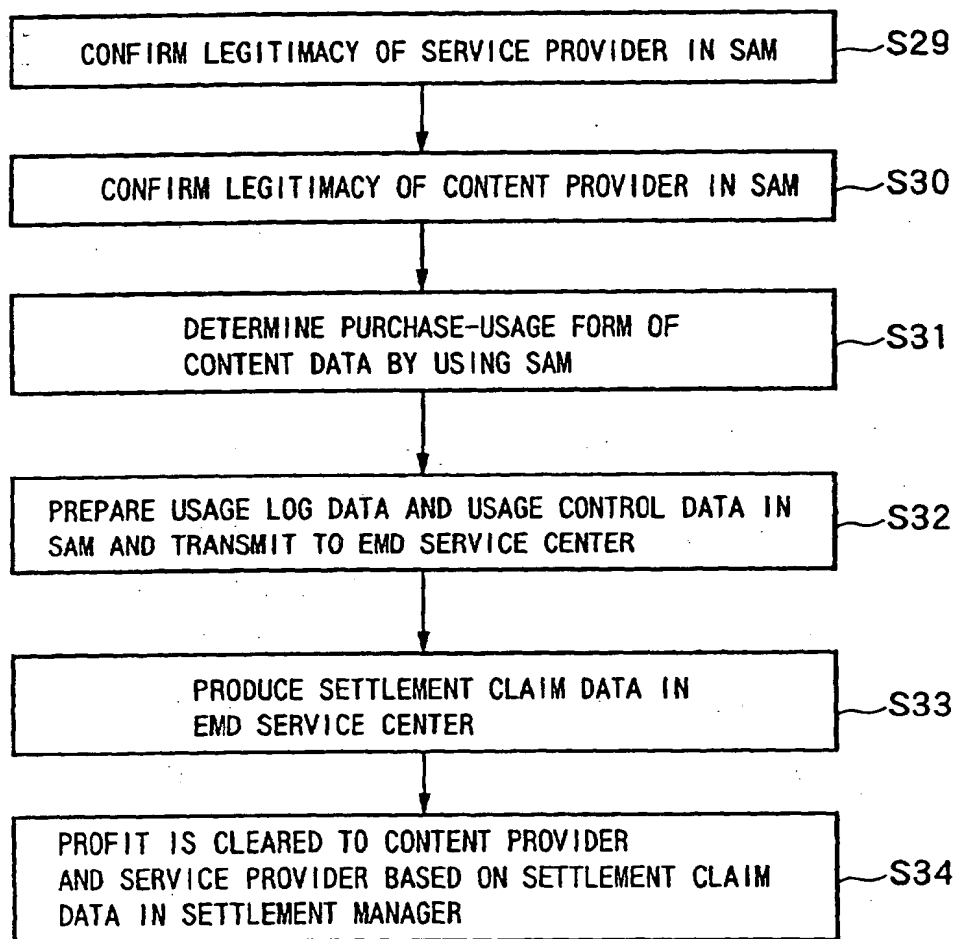 CONFIRM LEGITIMACY OF SERVICE PROVIDER IN SAM
S29
CONFIRM LEGITIMACY OF CONTENT PROVIDER IN SAM
S30
DETERMINE PURCHASE-USAGE FORM OF
CONTENT DATA BY USING SAM
S31
PREPARE USAGE LOG DATA AND USAGE CONTROL DATA IN
SAM AND TRANSMIT TO EMD SERVICE CENTER
S32
PRODUCE SETTLEMENT CLAIM DATA IN
EMD SERVICE CENTER
S33
PROFIT IS CLEARED TO CONTENT PROVIDER
AND SERVICE PROVIDER BASED ON SETTLEMENT CLAIM
DATA IN SETTLEMENT MANAGER
S34